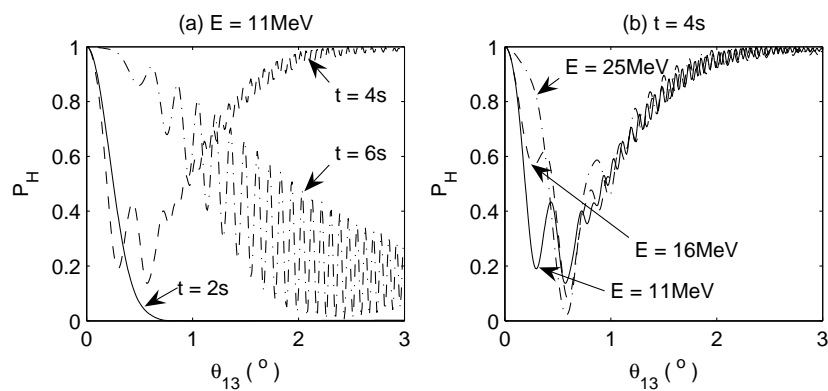 (a) E = 11MeV
1
0.8
0.6
0.4
0.2
0
P_H
t = 4s
t = 6s
t = 2s
0 1 2 3
θ_13 (°)
(b) t = 4s
1
0.8
0.6
0.4
0.2
0
P_H
E = 25MeV
E = 16MeV
E = 11MeV
0 1 2 3
θ_13 (°)